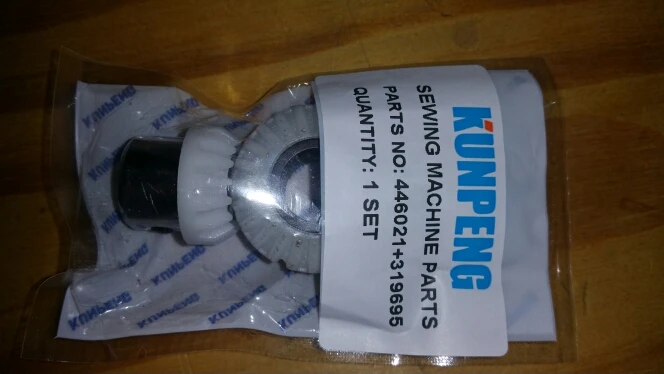 KUNPENG
SEWING MACHINE PARTS
PARTS NO: 446021+319695
QUANTITY: 1 SET